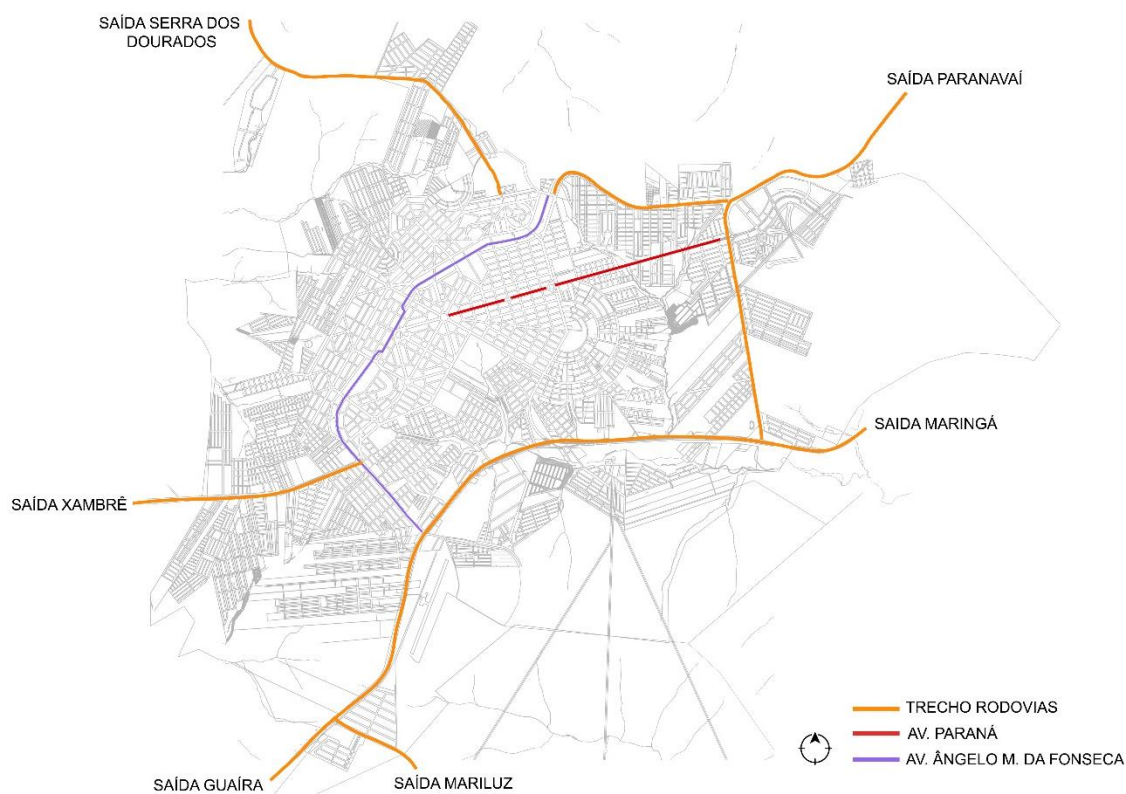 SAÍDA SERRA DOS
DOURADOS
SAÍDA PARANAVAÍ
SAIDA MARINGÁ
SAÍDA XAMBRÊ
SAÍDA GUAÍRA
SAÍDA MARILUZ
TRECHO RODOVIAS
AV. PARANÁ
AV. ÂNGELO M. DA FONSECA